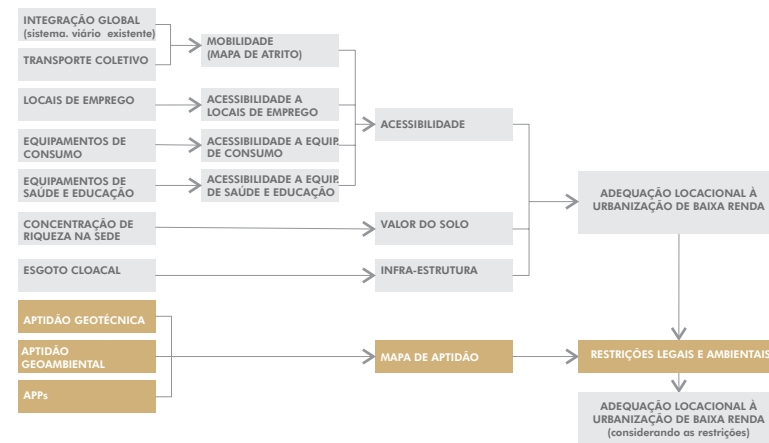 INTEGRAÇÃO GLOBAL
(sistema. viário existente)
TRANSPORTE COLETIVO
MOBILIDADE
(MAPA DE ATRITO)
LOCAIS DE EMPREGO
ACESSIBILIDADE A
LOCAIS DE EMPREGO
EQUIPAMENTOS DE
CONSUMO
ACESSIBILIDADE A EQUIP.
DE CONSUMO
EQUIPAMENTOS DE
SAÚDE E EDUCAÇÃO
ACESSIBILIDADE A EQUIP.
DE SAÚDE E EDUCAÇÃO
ACESSIBILIDADE
CONCENTRAÇÃO DE
RIQUEZA NA SEDE
VALOR DO SOLO
ESGOTO CLOACAL
INFRA-ESTRUTURA
ADEQUAÇÃO LOCACIONAL À
URBANIZAÇÃO DE BAIXA RENDA
APTIDÃO GEOTÉCNICA
APTIDÃO
GEOAMBIENTAL
APPs
MAPA DE APTIDÃO
RESTRIÇÕES LEGAIS E AMBIENTAIS
ADEQUAÇÃO LOCACIONAL À
URBANIZAÇÃO DE BAIXA RENDA
(considerando as restrições)